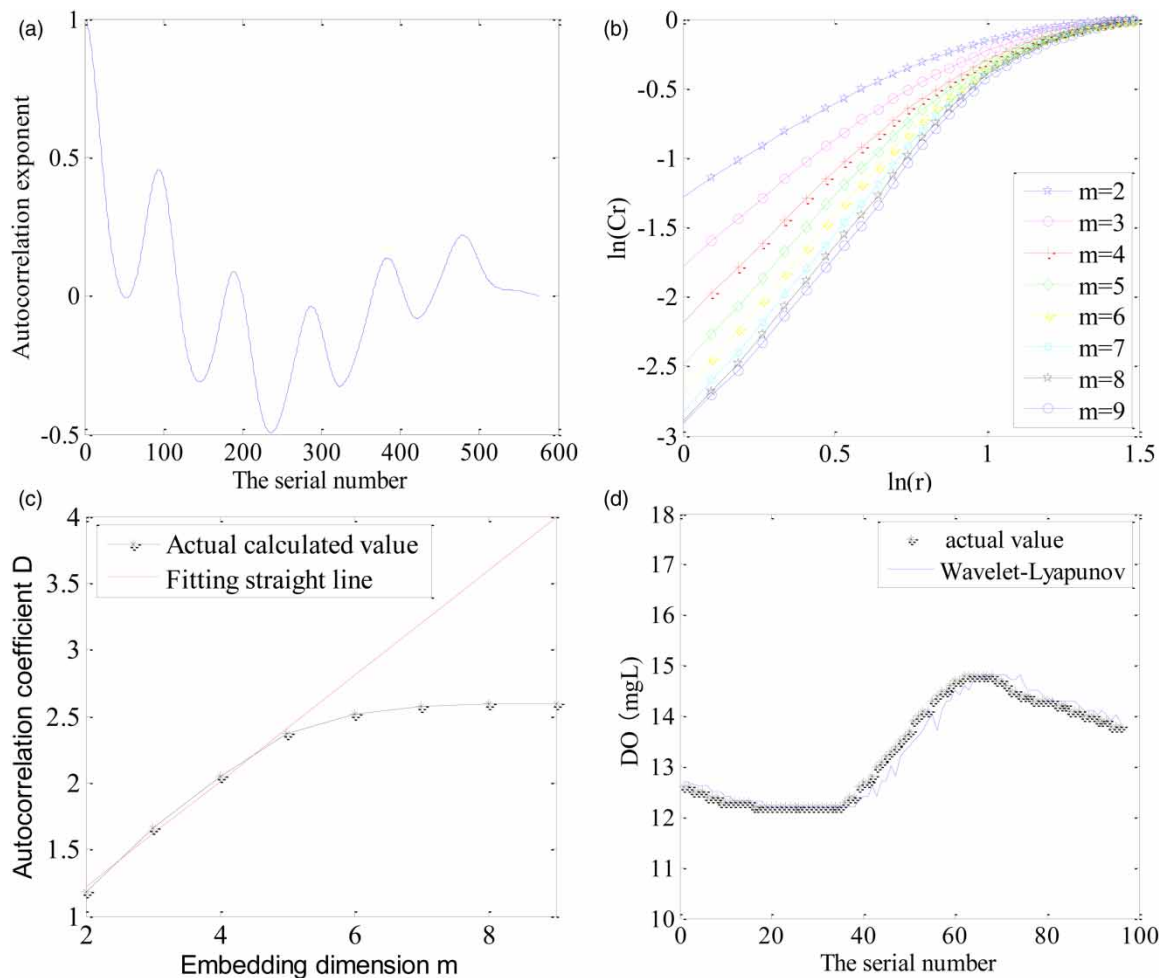 (a)
1
0.5
0
-0.5
Autocorrelation exponent
0 100 200 300 400 500 600
The serial number
(b)
0
-0.5
-1
-1.5
-2
-2.5
-3
ln(Cr)
m=2
m=3
m=4
m=5
m=6
m=7
m=8
m=9
0 0.5 1 1.5
ln(r)
(c)
4
3.5
3
2.5
2
1.5
1
Autocorrelation coefficient D
Actual calculated value
Fitting straight line
2 4 6 8
Embedding dimension m
(d)
18
17
16
15
14
13
12
11
10
DO (mgL)
actual value
Wavelet-Lyapunov
0 20 40 60 80 100
The serial number